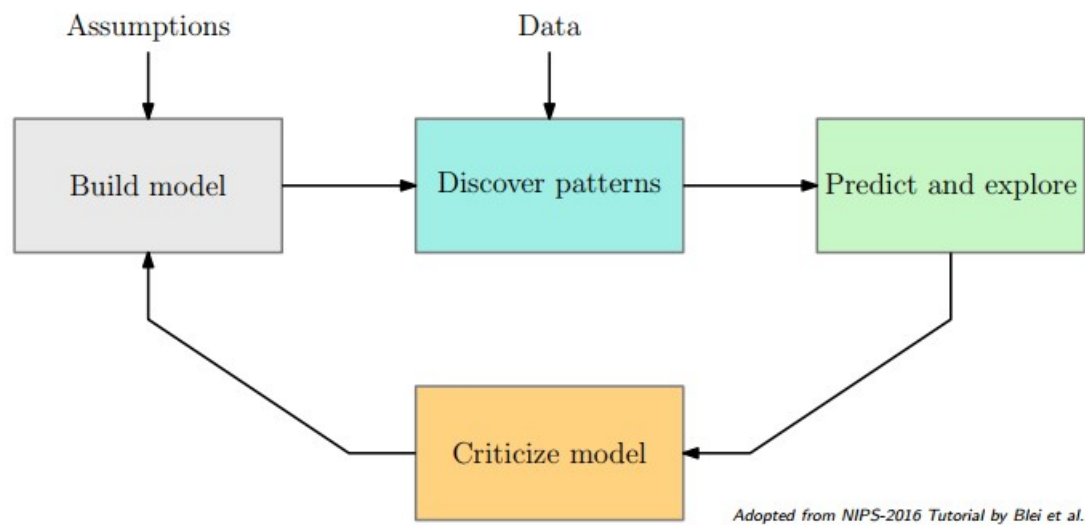 Assumptions
Data
Build model
Discover patterns
Predict and explore
Criticize model
Adopted from NIPS-2016 Tutorial by Blei et al.